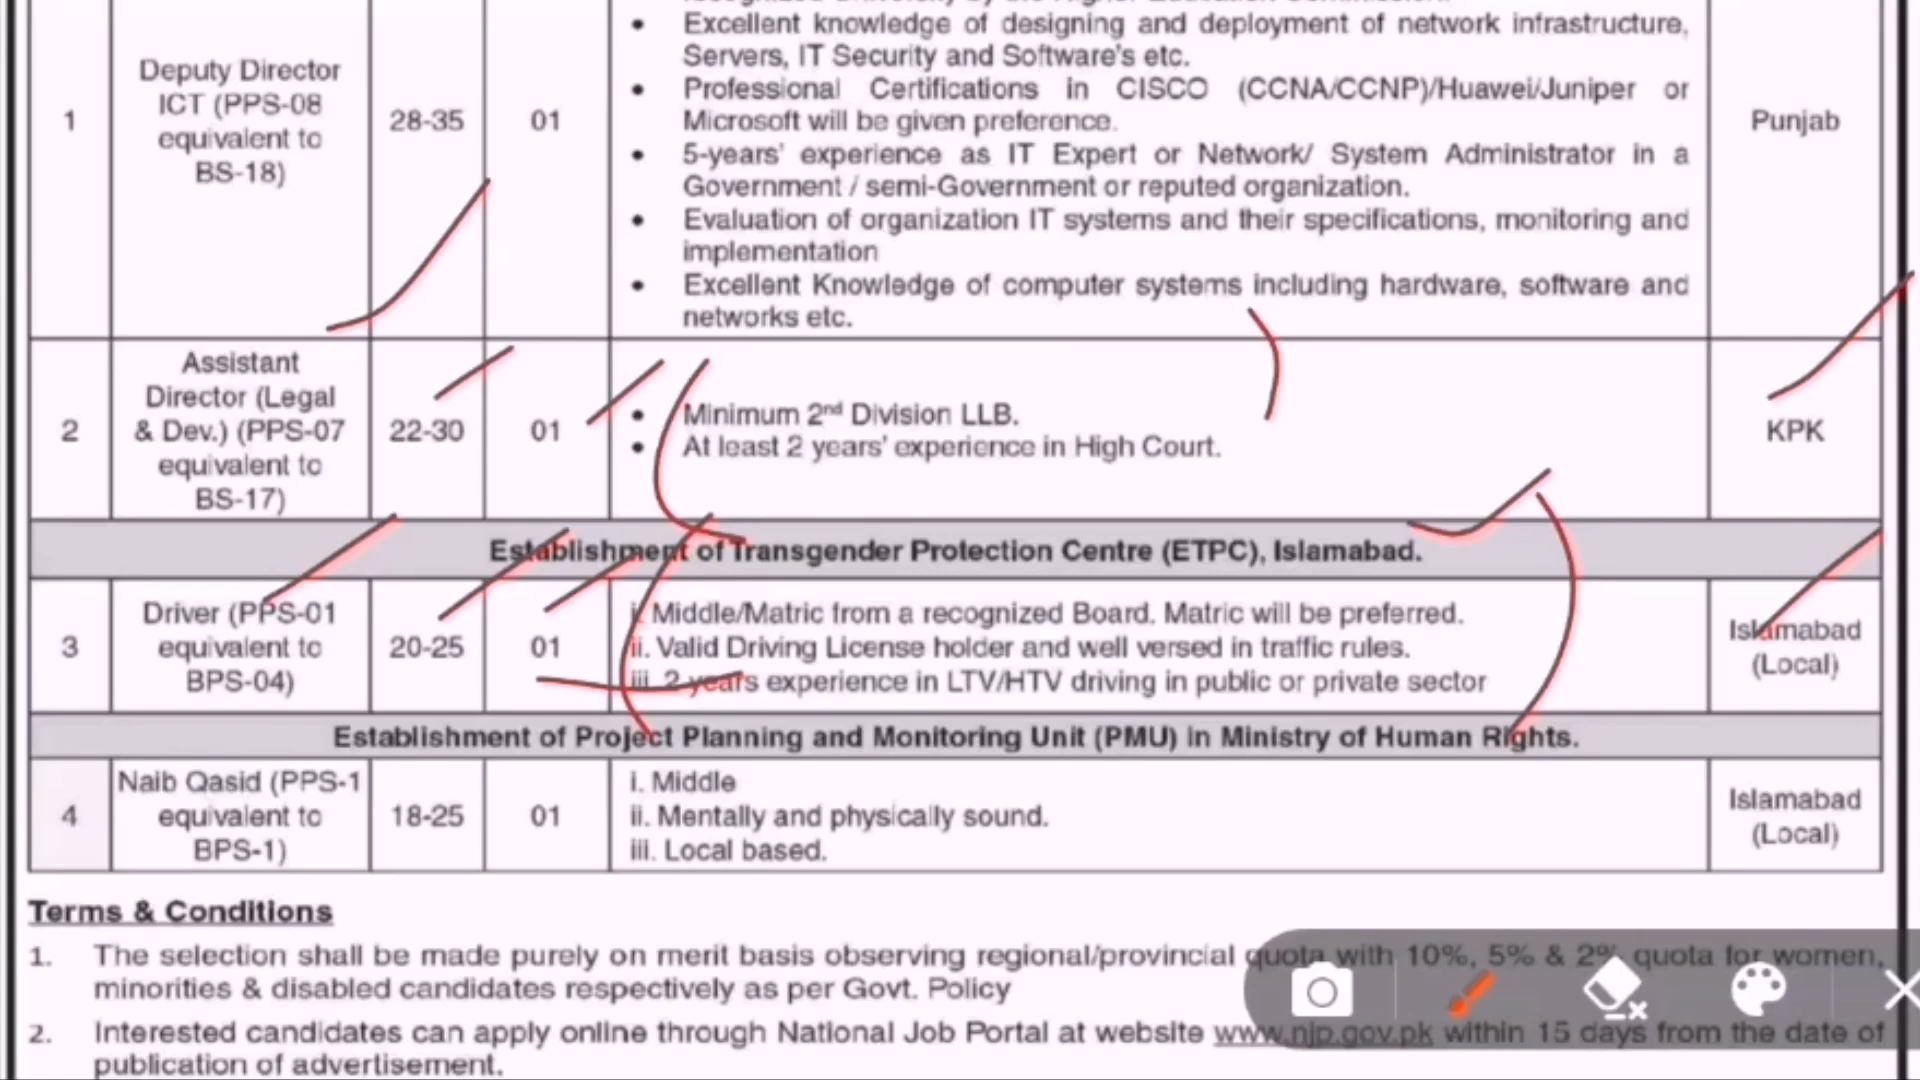 recognized University by the Higher Education Commission.
1
Deputy Director
ICT (PPS-08
equivalent to
BS-18)
28-35
01
• Excellent knowledge of designing and deployment of network infrastructure,
Servers, IT Security and Software's etc.
• Professional Certifications in CISCO (CCNA/CCNP)/Huawei/Juniper or
Microsoft will be given preference.
• 5-years' experience as IT Expert or Network/ System Administrator in a
Government / semi-Government or reputed organization.
• Evaluation of organization IT systems and their specifications, monitoring and
implementation
• Excellent Knowledge of computer systems including hardware, software and
networks etc.
Punjab
2
Assistant
Director (Legal
& Dev.) (PPS-07
equivalent to
BS-17)
22-30
01
• Minimum 2nd Division LLB.
• At least 2 years' experience in High Court.
KPK
Establishment of Transgender Protection Centre (ETPC), Islamabad.
3
Driver (PPS-01
equivalent to
BPS-04)
20-25
01
i. Middle/Matric from a recognized Board. Matric will be preferred.
ii. Valid Driving License holder and well versed in traffic rules.
iii. 2 years experience in LTV/HTV driving in public or private sector
Islamabad
(Local)
Establishment of Project Planning and Monitoring Unit (PMU) in Ministry of Human Rights.
4
Naib Qasid (PPS-1
equivalent to
BPS-1)
18-25
01
i. Middle
ii. Mentally and physically sound.
iii. Local based.
Islamabad
(Local)
Terms & Conditions
1. The selection shall be made purely on merit basis observing regional/provincial quota with 10%, 5% & 2% quota for women,
minorities & disabled candidates respectively as per Govt. Policy
2. Interested candidates can apply online through National Job Portal at website www.njp.gov.pk within 15 days from the date of
publication of advertisement.